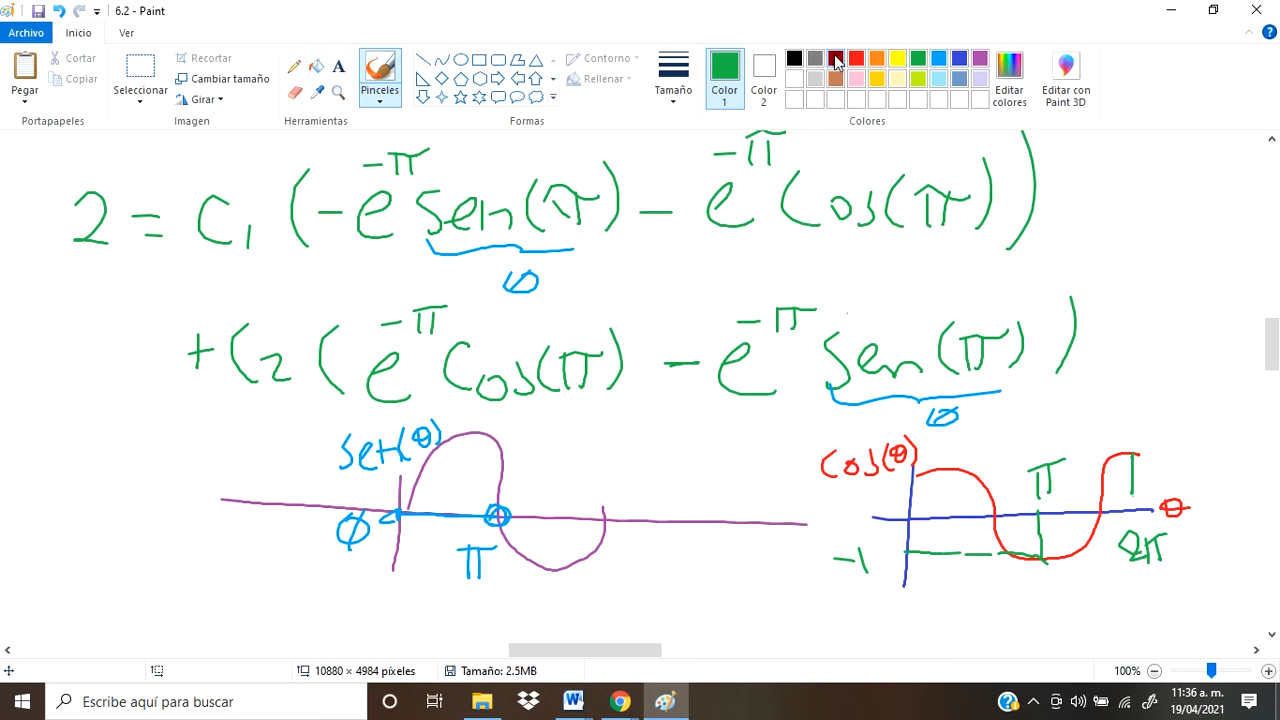 6.2 - Paint
Archivo Inicio Ver
Pegar
Cortar
Copiar
Portapapeles
Seleccionar
Recortar
Cambiar tamaño
Girar
Imagen
A
Herramientas
Pinceles
Contorno
Rellenar
Formas
Tamaño
Color 1
Color 2
Editar colores
Editar con Paint 3D
Colores
2 = C₁ (-e^-π Sen(π) - e^-π (Cos(π))
0 
+C₂ (e^-π Cos(π) - e^-π Sen(π))
0
Sen(θ)
0
π
Cos(θ)
π
θ
-1
2π
10880 × 4984 píxeles
Tamaño: 2.5MB
100%
Escribe aquí para buscar
11:36 a. m.
19/04/2021